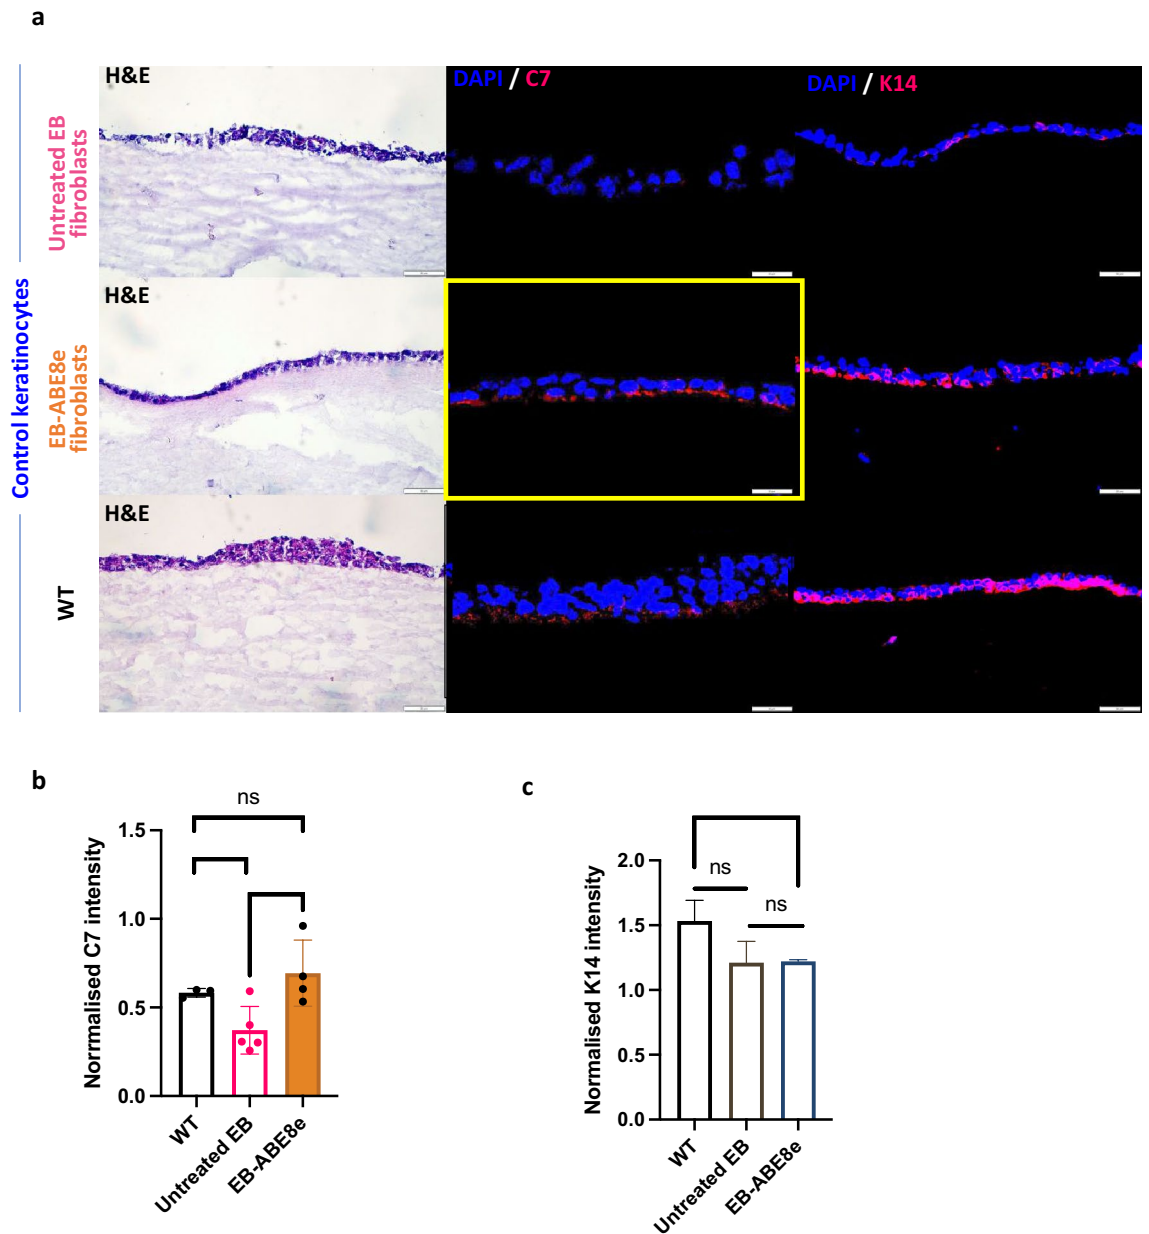 a
H&E
DAPI / C7
DAPI / K14
Untreated EB
fibroblasts
H&E
EB-ABE8e
fibroblasts
Control keratinocytes
H&E
WT
b
ns
1.5
1.0
0.5
0.0
Norrmalised C7 intensity
WT
Untreated EB
EB-ABE8e
c
ns
ns
2.0
1.5
1.0
0.5
0.0
Normalised K14 intensity
WT
Untreated EB
EB-ABE8e